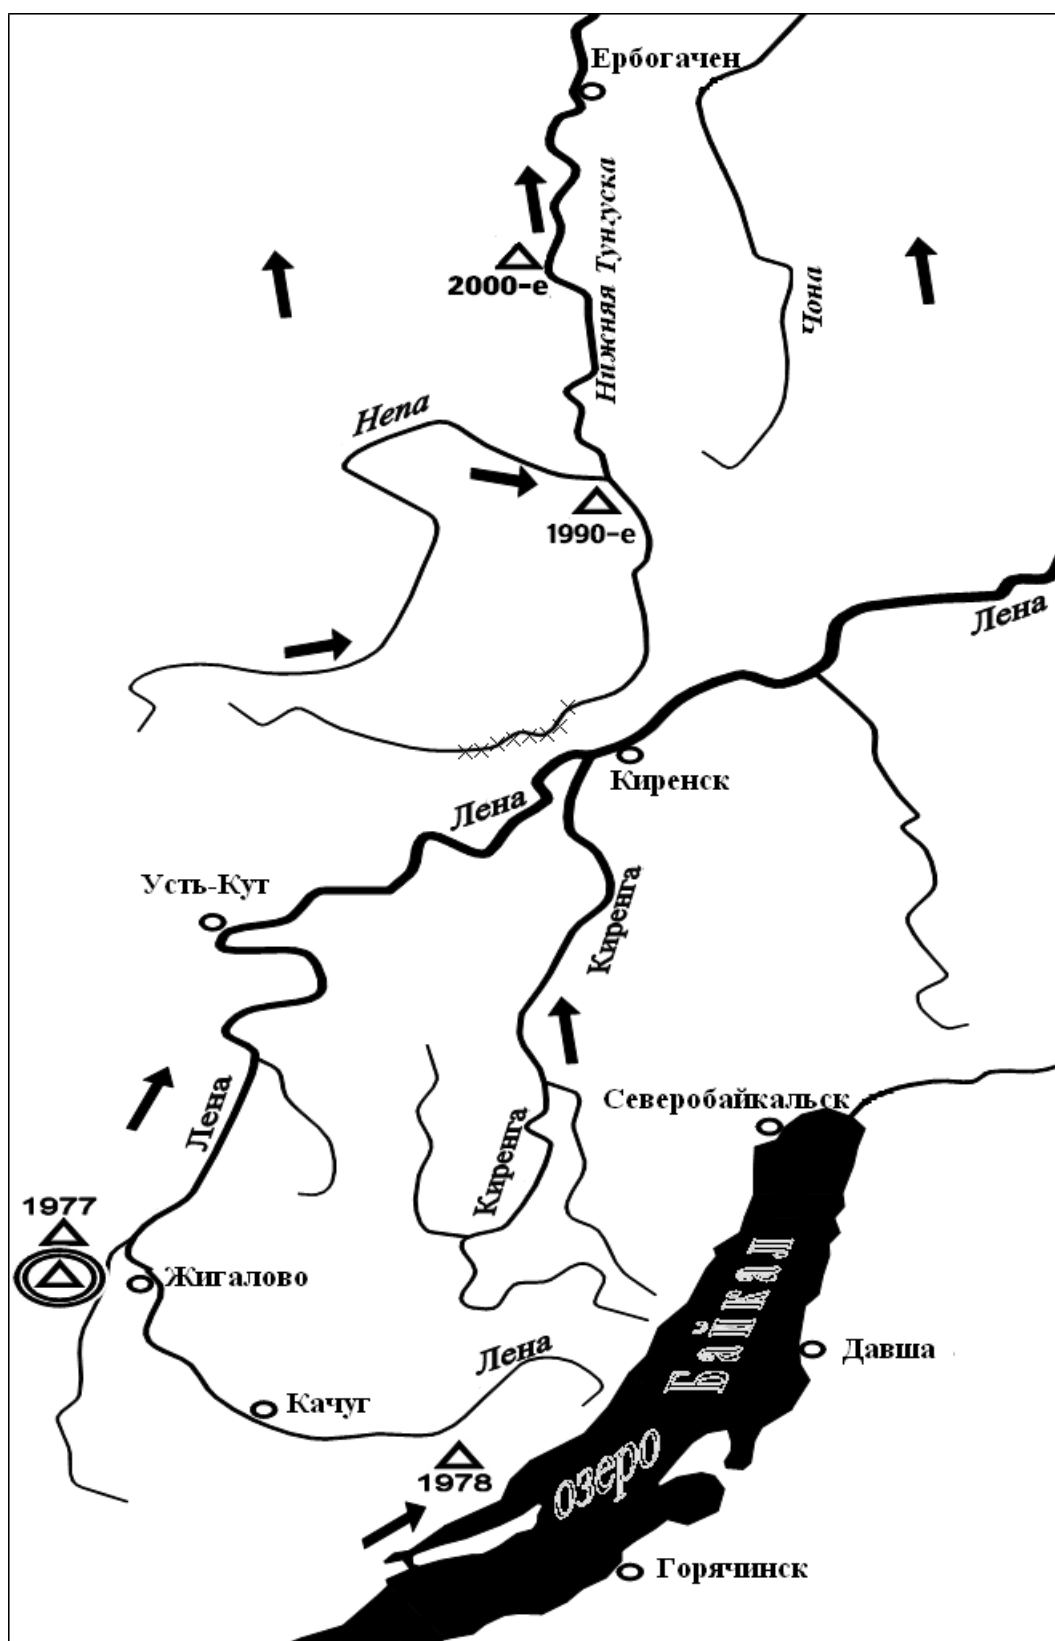 Ербогачен
Нижняя Тунгуска
2000-е
Чона
Непа
1990-е
Лена
Киренск
Лена
Усть-Кут
Киренга
Лена
Северобайкальск
Киренга
1977
Жигалово
озеро Байкал
Лена
Давша
Качуг
1978
Горячинск